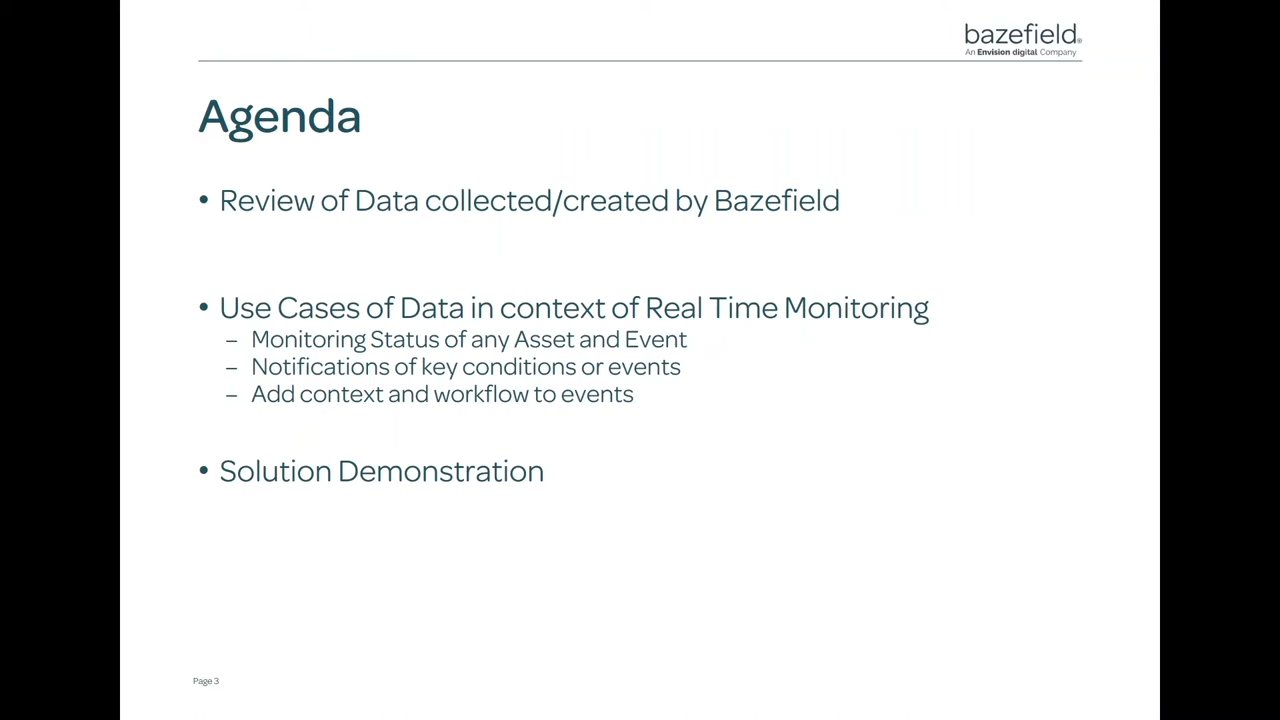 bazefield®
An Envision digital Company
Agenda
• Review of Data collected/created by Bazefield
• Use Cases of Data in context of Real Time Monitoring
– Monitoring Status of any Asset and Event
– Notifications of key conditions or events
– Add context and workflow to events
• Solution Demonstration
Page 3